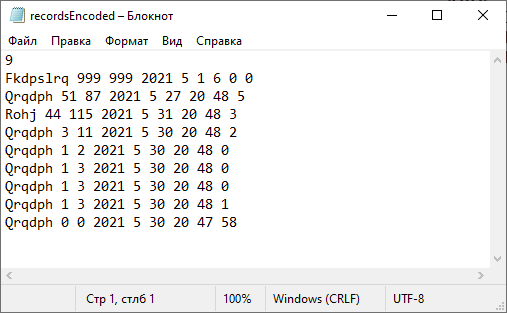 recordsEncoded – Блокнот
Файл Правка Формат Вид Справка
9
Fkdpslrq 999 999 2021 5 1 6 0 0
Qrqdph 51 87 2021 5 27 20 48 5
Rohj 44 115 2021 5 31 20 48 3
Qrqdph 3 11 2021 5 30 20 48 2
Qrqdph 1 2 2021 5 30 20 48 0
Qrqdph 1 3 2021 5 30 20 48 0
Qrqdph 1 3 2021 5 30 20 48 0
Qrqdph 1 3 2021 5 30 20 48 1
Qrqdph 0 0 2021 5 30 20 47 58
Стр 1, стлб 1 100% Windows (CRLF) UTF-8